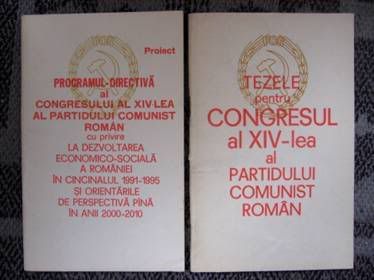 Proiect
PROGRAMUL-DIRECTIVĂ
al
CONGRESULUI AL XIV-LEA
AL PARTIDULUI COMUNIST
ROMÂN
cu privire
LA DEZVOLTAREA
ECONOMICO-SOCIALĂ
A ROMÂNIEI
ÎN CINCINALUL 1991-1995
ȘI ORIENTĂRILE
DE PERSPECTIVĂ PÎNĂ
ÎN ANII 2000-2010
TEZELE
pentru
CONGRESUL
al XIV-lea
al
PARTIDULUI
COMUNIST
ROMÂN